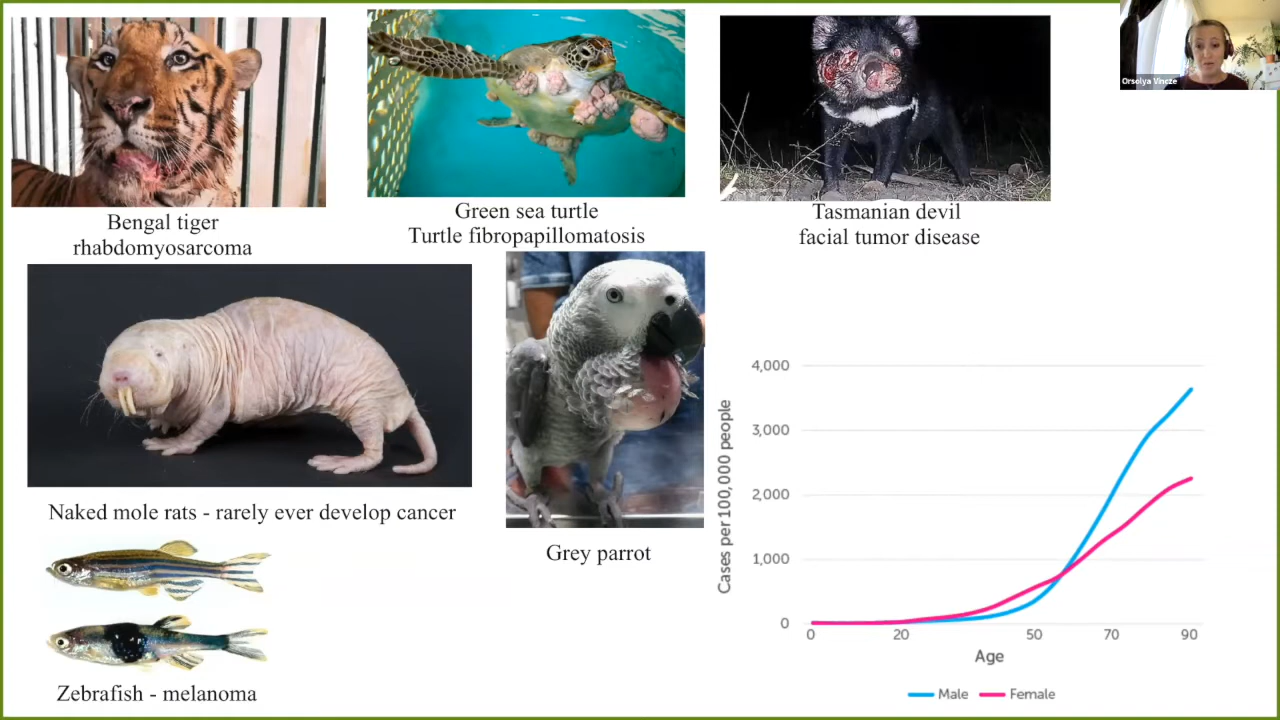 Orsolya Vincze
Bengal tiger
rhabdomyosarcoma
Green sea turtle
Turtle fibropapillomatosis
Tasmanian devil
facial tumor disease
Naked mole rats - rarely ever develop cancer
Grey parrot
Zebrafish - melanoma
Cases per 100,000 people
4,000
3,000
2,000
1,000
0
0 20 50 70 90
Age
Male Female